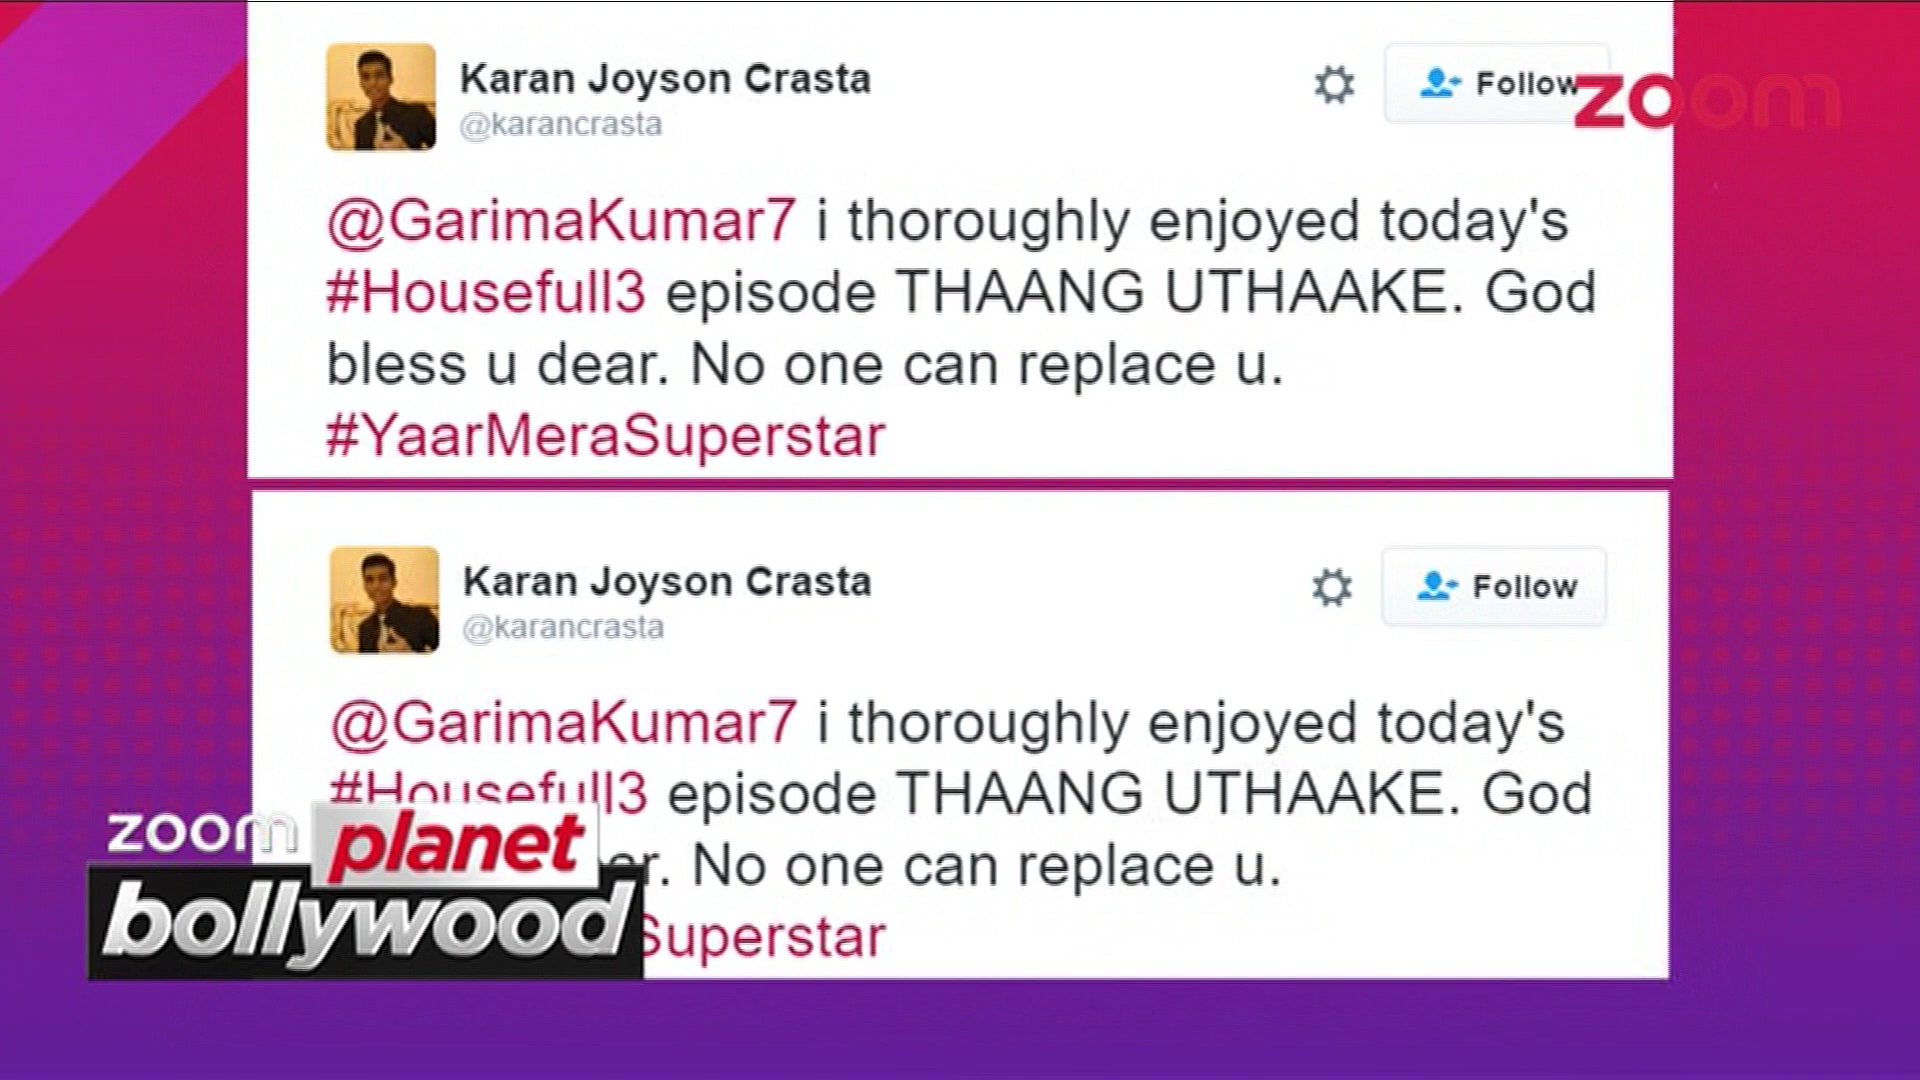 Karan Joyson Crasta
Follow
zoom
@karancrasta
@GarimaKumar7 i thoroughly enjoyed today's
#Housefull3 episode THAANG UTHAAKE. God
bless u dear. No one can replace u.
#YaarMeraSuperstar
Karan Joyson Crasta
Follow
@karancrasta
@GarimaKumar7 i thoroughly enjoyed today's
#Housefull3 episode THAANG UTHAAKE. God
r. No one can replace u.
Superstar
zoom planet
bollywood